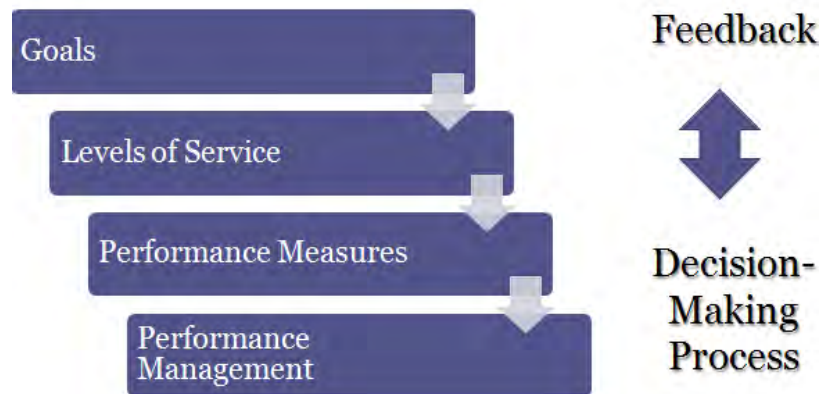 Goals
Levels of Service
Performance Measures
Performance
Management
Feedback
Decision-
Making
Process